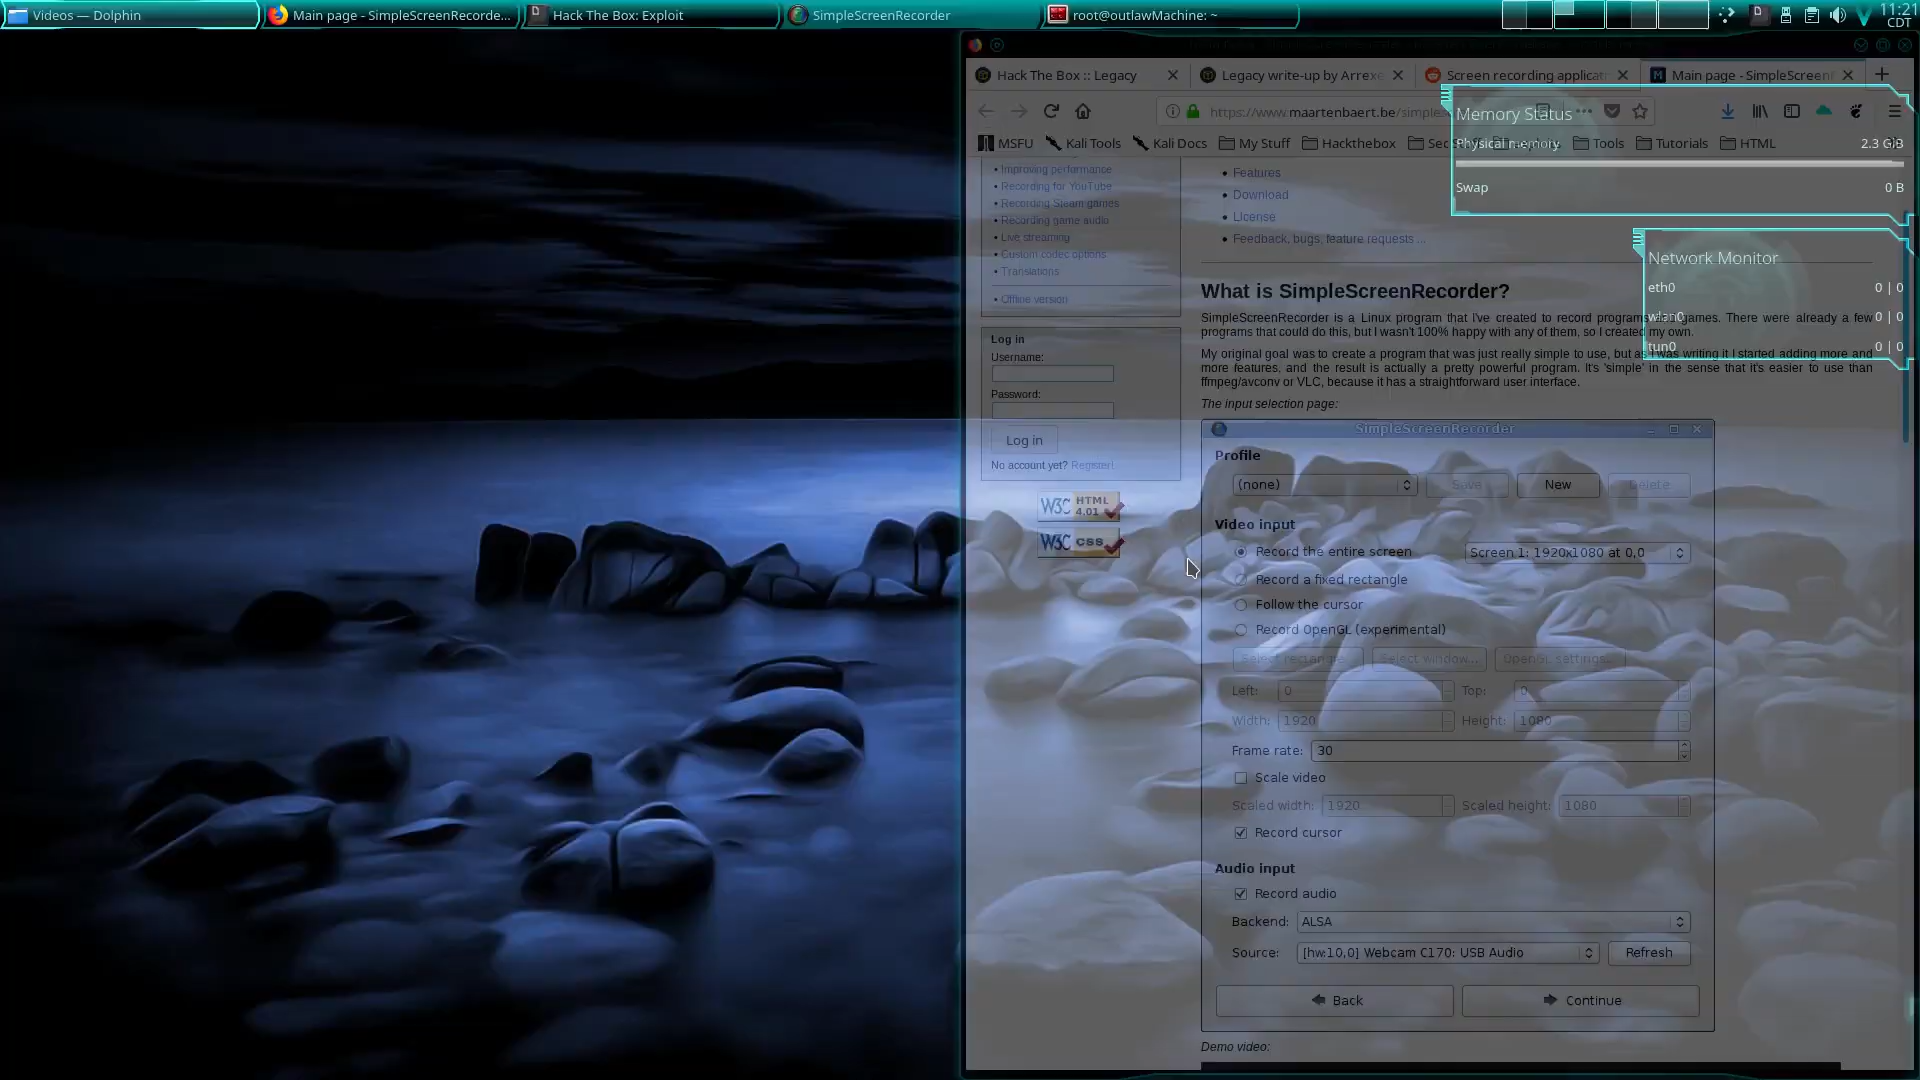 Videos — Dolphin
Main page - SimpleScreenRecorde...
Hack The Box: Exploit
SimpleScreenRecorder
root@outlawMachine: ~
11:21
CDT
Hack The Box :: Legacy
Legacy write-up by Arrexe
Screen recording applicat
Main page - SimpleScreenR
https://www.maartenbaert.be/simples
MSFU
Kali Tools
Kali Docs
My Stuff
Hackthebox
Tools
Tutorials
HTML
Memory Status
Physical memory
2.3 GiB
Swap
0 B
Network Monitor
eth0
0 | 0
wlan0
0 | 0
tun0
0 | 0
• Improving performance
• Recording for YouTube
• Recording Steam games
• Recording game audio
• Live streaming
• Custom codec options
• Translations
• Offline version
Log in
Username:
Password:
Log in
No account yet? Register!
W3C HTML 4.01
W3C css
• Features
• Download
• License
• Feedback, bugs, feature requests ...
What is SimpleScreenRecorder?
SimpleScreenRecorder is a Linux program that I've created to record programs and games. There were already a few
programs that could do this, but I wasn't 100% happy with any of them, so I created my own.
My original goal was to create a program that was just really simple to use, but as I was writing it I started adding more and
more features, and the result is actually a pretty powerful program. It's 'simple' in the sense that it's easier to use than
ffmpeg/avconv or VLC, because it has a straightforward user interface.
The input selection page:
SimpleScreenRecorder
Profile
(none)
Save
New
Delete
Video input
Record the entire screen
Screen 1: 1920x1080 at 0,0
Record a fixed rectangle
Follow the cursor
Record OpenGL (experimental)
Select rectangle...
Select window...
OpenGL settings...
Left: 0
Top: 0
Width: 1920
Height: 1080
Frame rate: 30
Scale video
Scaled width: 1920
Scaled height: 1080
Record cursor
Audio input
Record audio
Backend: ALSA
Source: [hw:10,0] Webcam C170: USB Audio
Refresh
Back
Continue
Demo video: